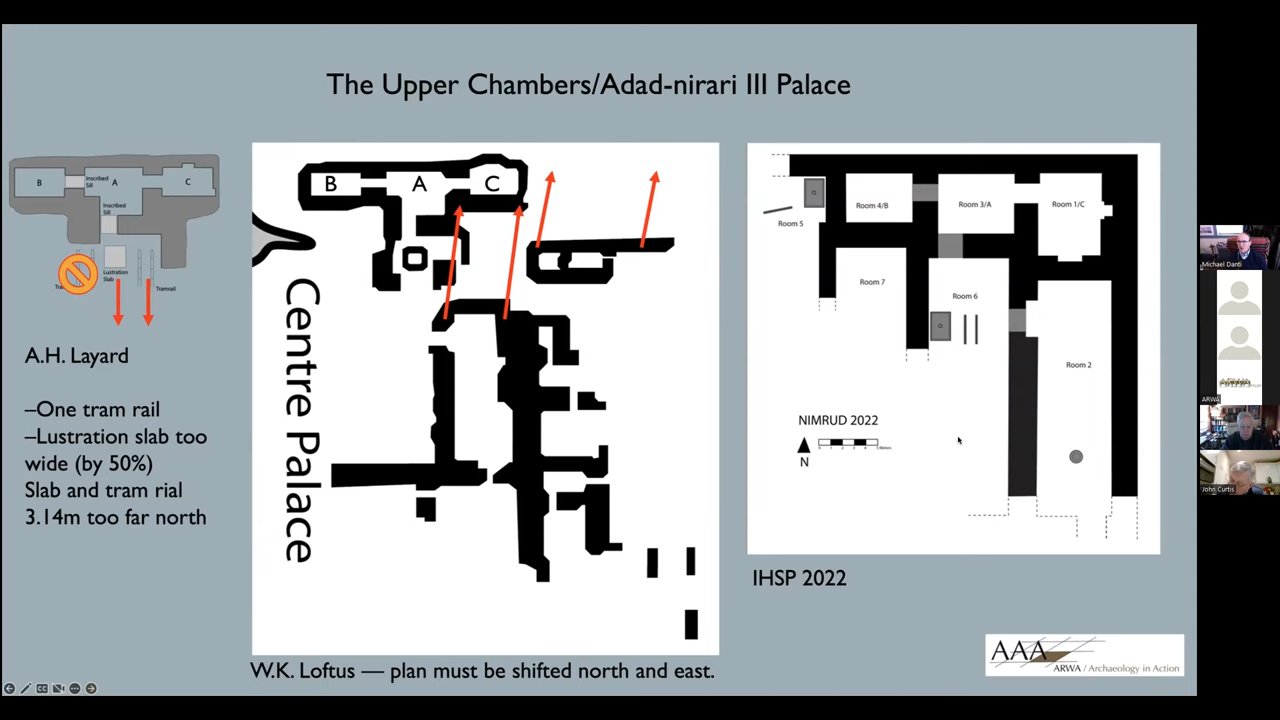 The Upper Chambers/Adad-nirari III Palace
B
Inscribed
Sill
A
C
Inscribed
Sill
Lustration
Slab
Tramrail
A.H. Layard
–One tram rail
–Lustration slab too
wide (by 50%)
Slab and tram rial
3.14m too far north
B
A
C
Centre Palace
W.K. Loftus — plan must be shifted north and east.
Room 4/B
Room 3/A
Room 1/C
Room 5
Room 7
Room 6
Room 2
NIMRUD 2022
N
IHSP 2022
AAA
ARWA / Archaeology in Action
Michael Danti
ARWA
John Curtis